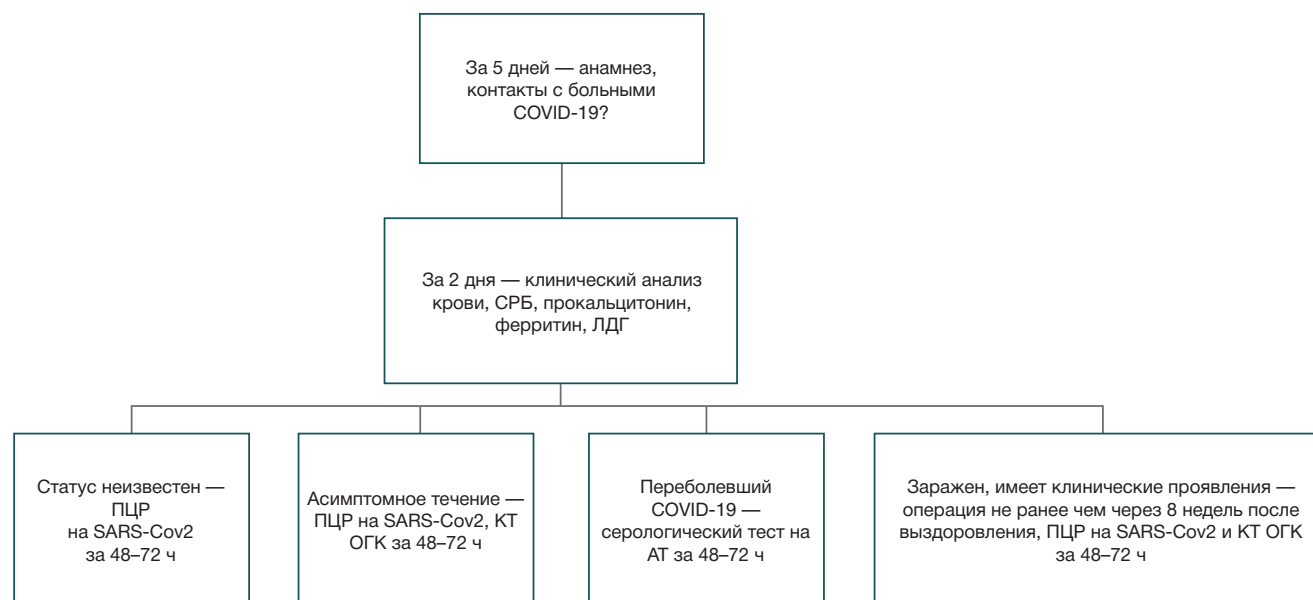 За 5 дней — анамнез,
контакты с больными
COVID-19?
За 2 дня — клинический анализ
крови, СРБ, прокальцитонин,
ферритин, ЛДГ
Статус неизвестен —
ПЦР
на SARS-Cov2
за 48–72 ч
Асимптомное течение —
ПЦР на SARS-Cov2, КТ
ОГК за 48–72 ч
Переболевший
COVID-19 —
серологический тест на
АТ за 48–72 ч
Заражен, имеет клинические проявления —
операция не ранее чем через 8 недель после
выздоровления, ПЦР на SARS-Cov2 и КТ ОГК
за 48–72 ч